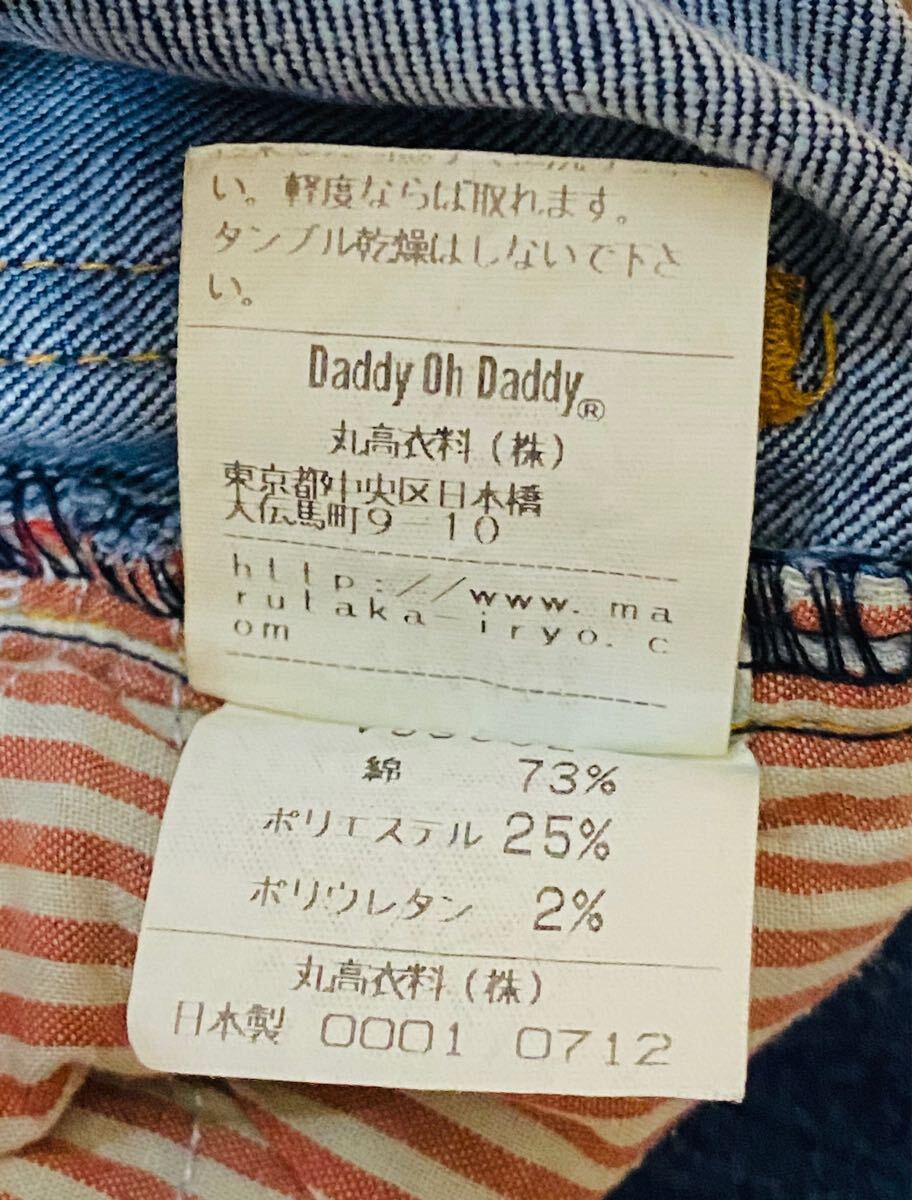 い。軽度ならば取れます。
タンブル乾燥はしないで下さ
い。
Daddy Oh Daddy®
丸高衣料（株）
東京都中央区日本橋
大伝馬町9-10
http://www.ma
rutaka-iryo.c
om
綿 73%
ポリエステル 25%
ポリウレタン 2%
丸高衣料（株）
日本製 0001 0712